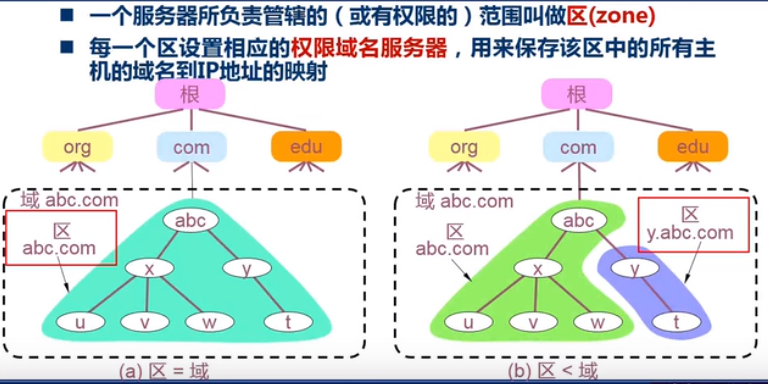 ■ 一个服务器所负责管辖的（或有权限的）范围叫做区(zone)
■ 每一个区设置相应的权限域名服务器，用来保存该区中的所有主
机的域名到IP地址的映射
根
org com edu
域 abc.com
区
abc.com
abc
x y
u v w t
(a) 区 = 域
根
org com edu
域 abc.com
区
abc.com
区
y.abc.com
abc
x y
u v w t
(b) 区 < 域